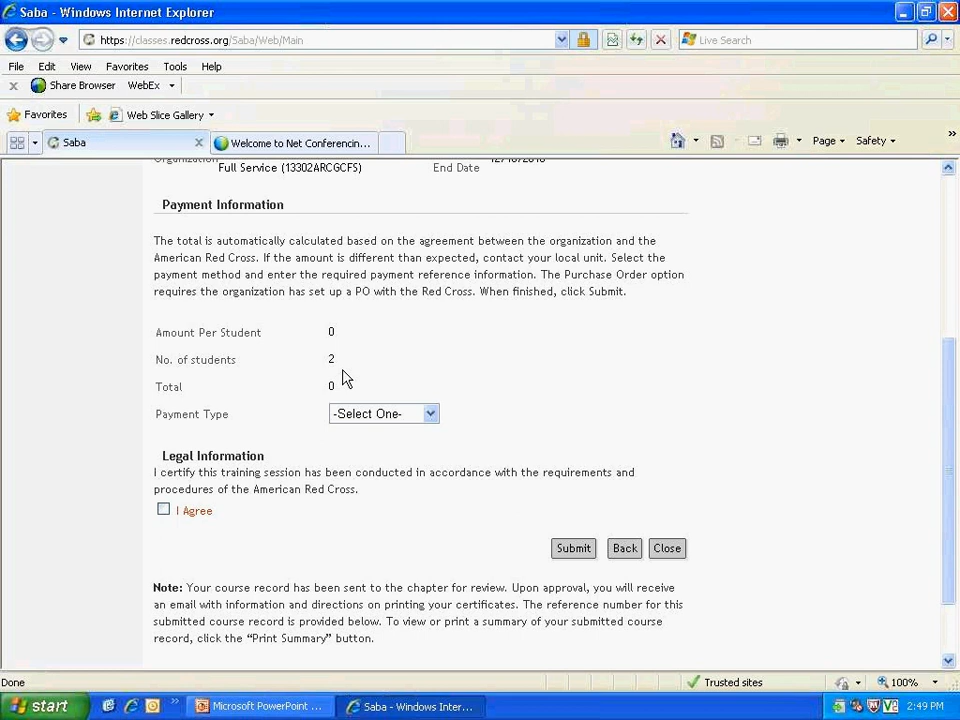 Saba - Windows Internet Explorer
https://classes.redcross.org/Saba/Web/Main
Live Search
File Edit View Favorites Tools Help
Share Browser WebEx
Favorites Web Slice Gallery
Saba Welcome to Net Conferencin... Page Safety
Organization
Full Service (13302ARCGCFS) End Date
Payment Information
The total is automatically calculated based on the agreement between the organization and the
American Red Cross. If the amount is different than expected, contact your local unit. Select the
payment method and enter the required payment reference information. The Purchase Order option
requires the organization has set up a PO with the Red Cross. When finished, click Submit.
Amount Per Student 0
No. of students 2
Total 0
Payment Type -Select One-
Legal Information
I certify this training session has been conducted in accordance with the requirements and
procedures of the American Red Cross.
I Agree
Submit Back Close
Note: Your course record has been sent to the chapter for review. Upon approval, you will receive
an email with information and directions on printing your certificates. The reference number for this
submitted course record is provided below. To view or print a summary of your submitted course
record, click the “Print Summary” button.
Done Trusted sites 100%
start Microsoft PowerPoint ... Saba - Windows Inter... 2:49 PM